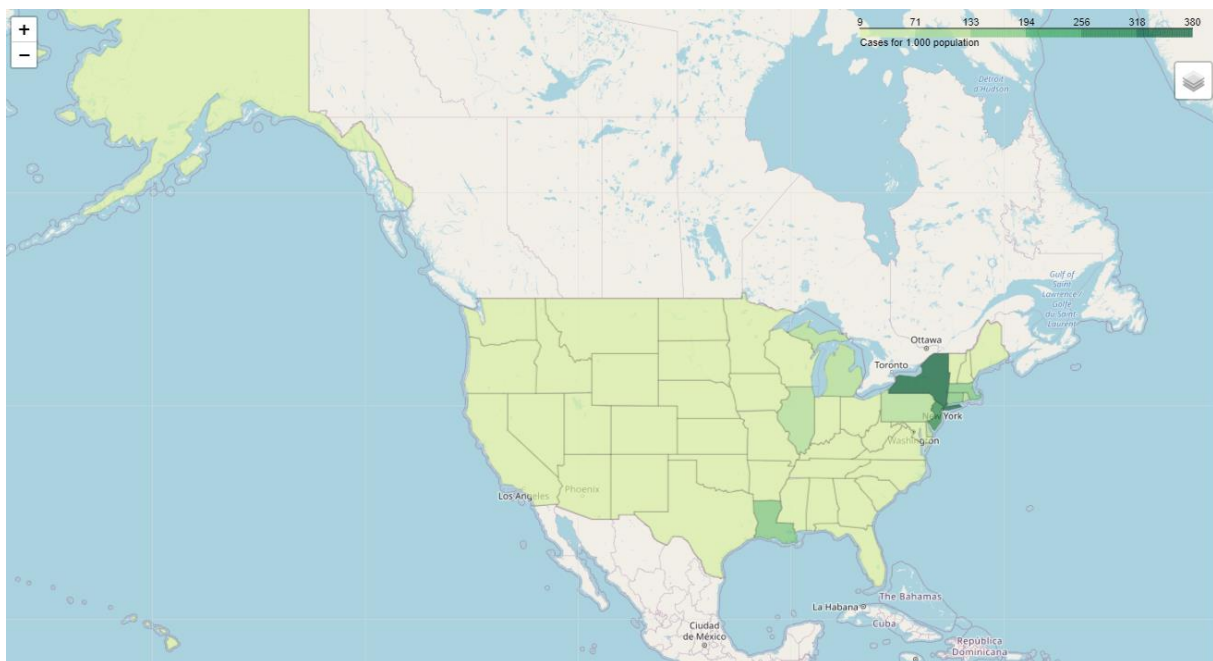 +
−
9 71 133 194 256 318 380
Cases for 1.000 population
Détroit
d'Hudson
Gulf of
Saint
Lawrence /
Golfe
du Saint
Laurent
Ottawa
Toronto
New York
Washington
Los Angeles
Phoenix
The Bahamas
La Habana
Cuba
Ciudad
de México
Republica
Dominicana